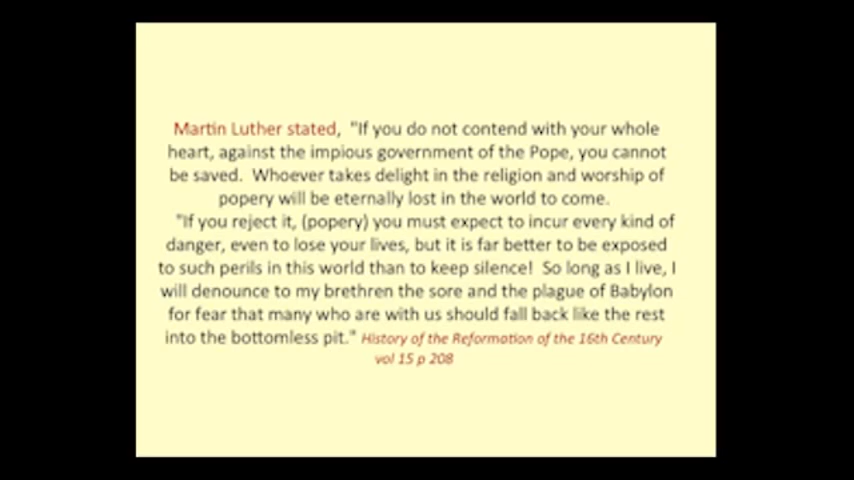 Martin Luther stated, "If you do not contend with your whole
heart, against the impious government of the Pope, you cannot
be saved. Whoever takes delight in the religion and worship of
popery will be eternally lost in the world to come.
"If you reject it, (popery) you must expect to incur every kind of
danger, even to lose your lives, but it is far better to be exposed
to such perils in this world than to keep silence! So long as I live, I
will denounce to my brethren the sore and the plague of Babylon
for fear that many who are with us should fall back like the rest
into the bottomless pit." History of the Reformation of the 16th Century
vol 15 p 208